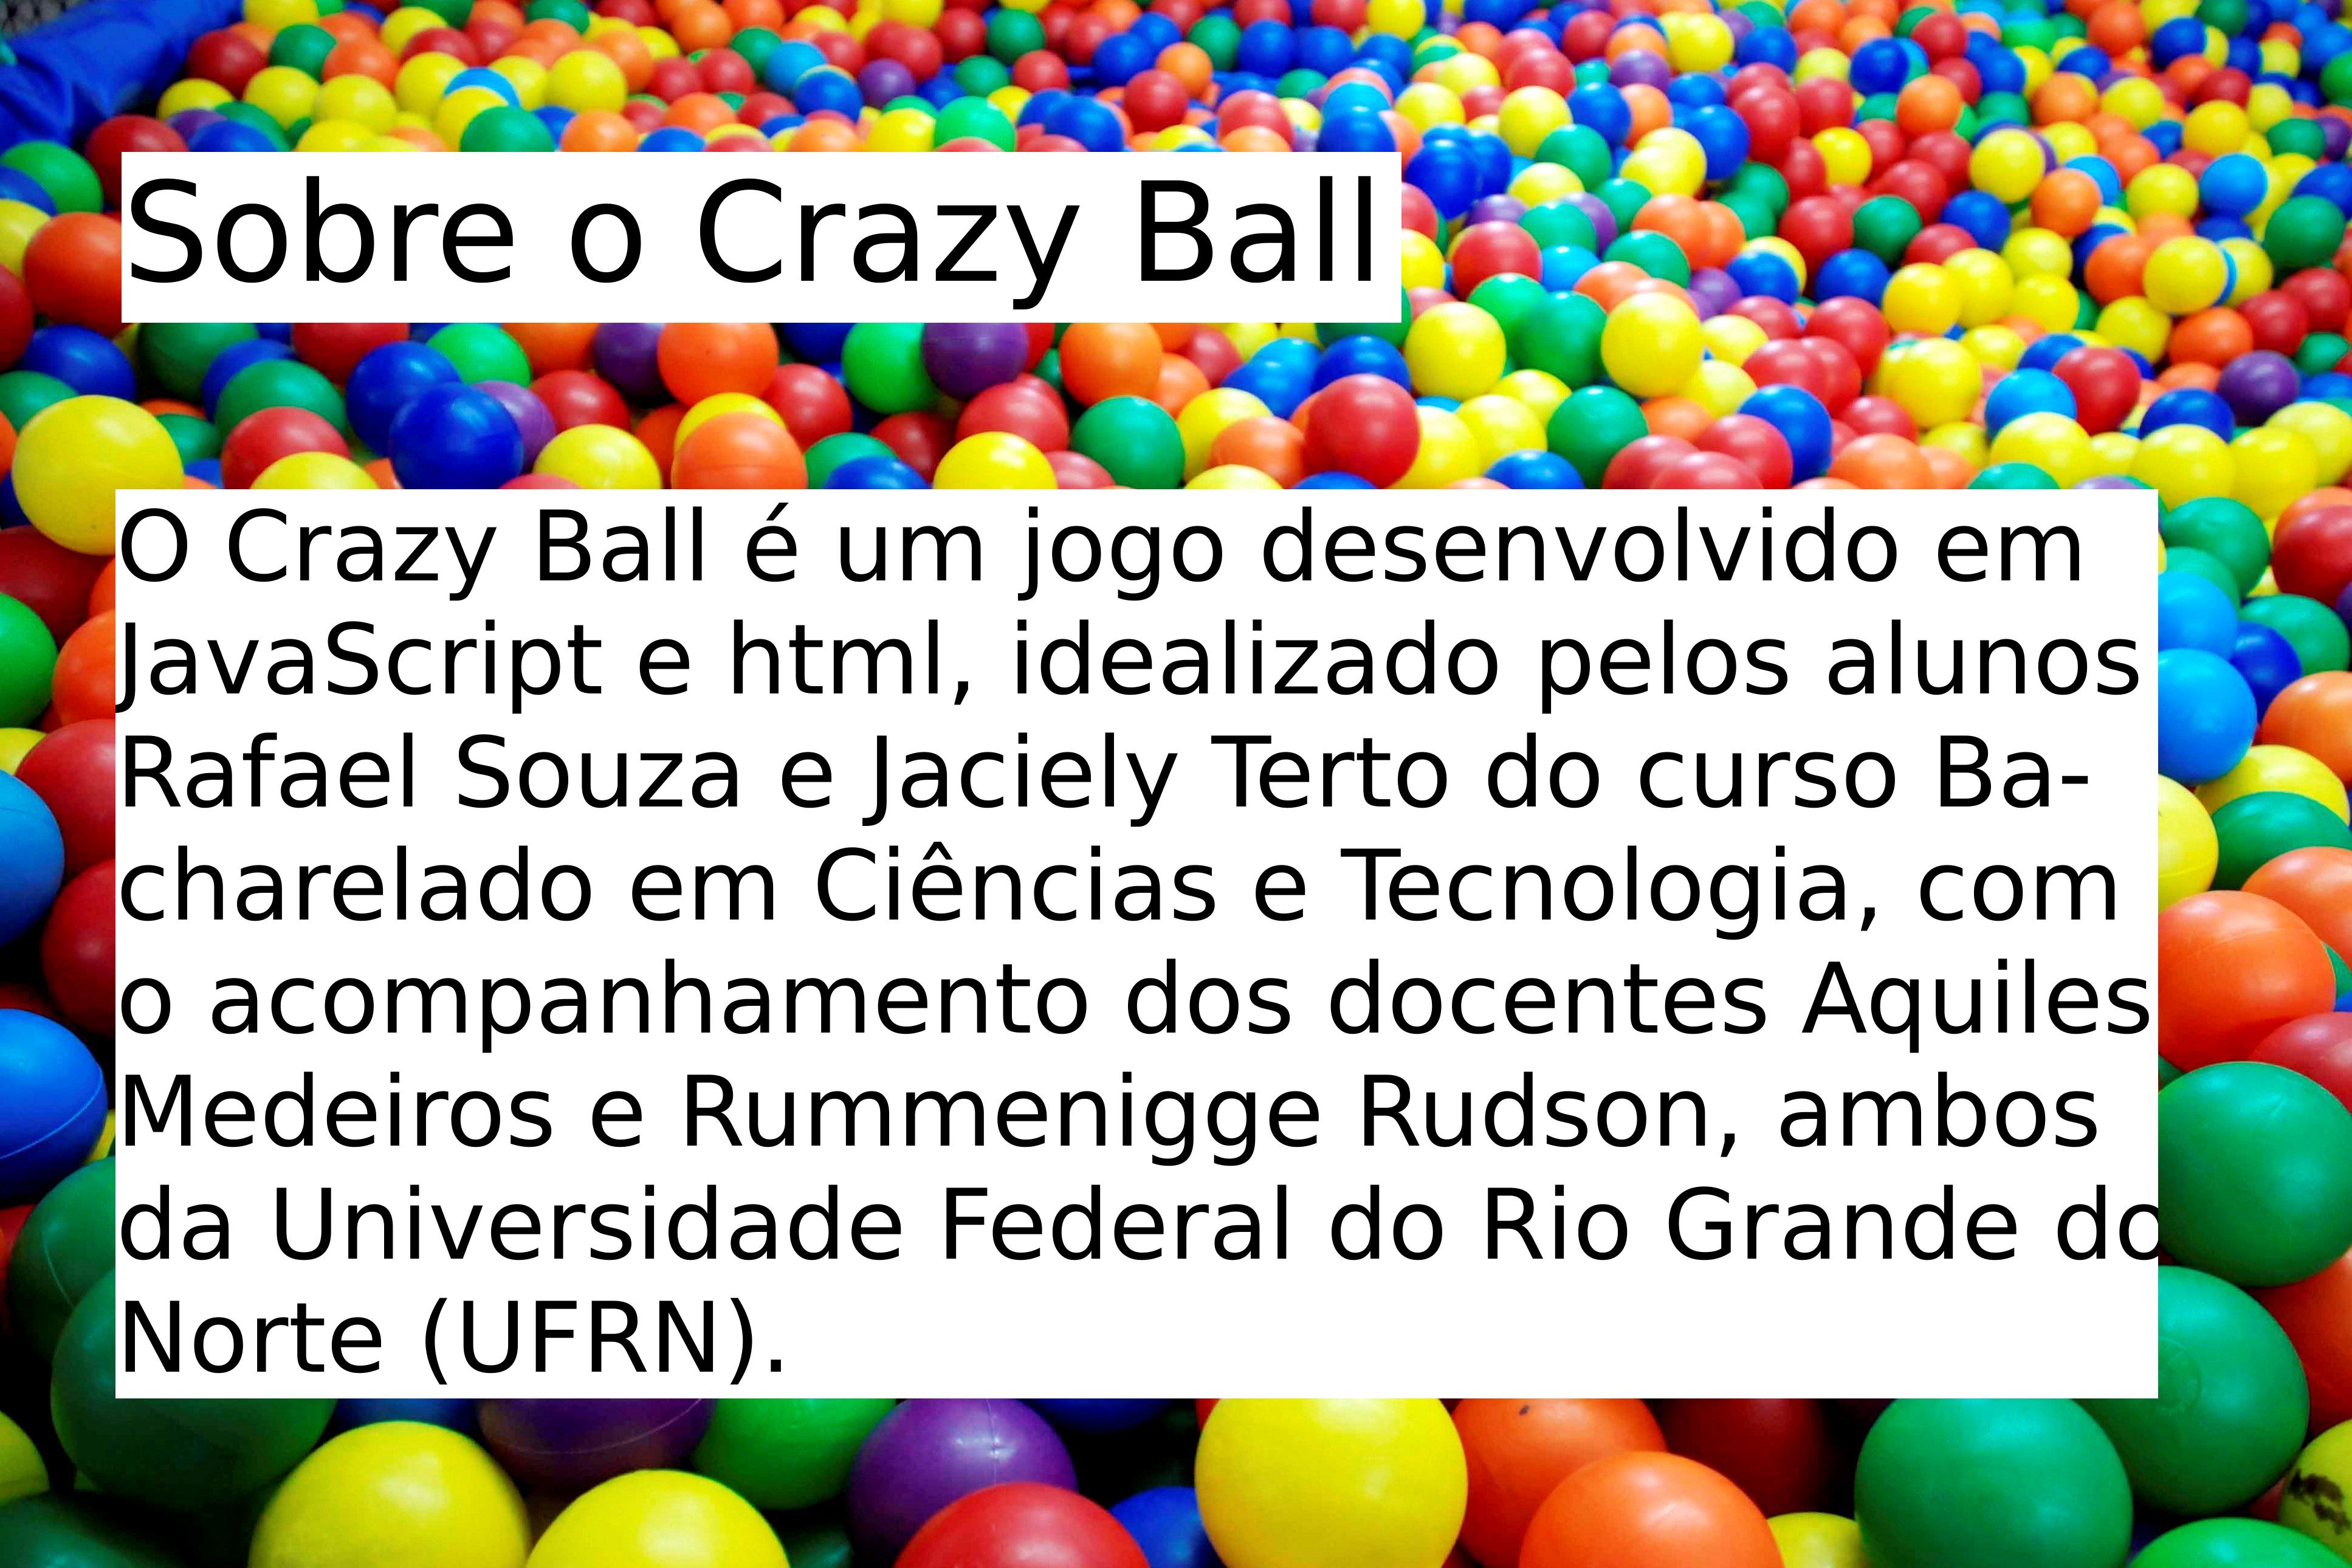 Sobre o Crazy Ball
O Crazy Ball é um jogo desenvolvido em
JavaScript e html, idealizado pelos alunos
Rafael Souza e Jaciely Terto do curso Ba-
charelado em Ciências e Tecnologia, com
o acompanhamento dos docentes Aquiles
Medeiros e Rummenigge Rudson, ambos
da Universidade Federal do Rio Grande do
Norte (UFRN).